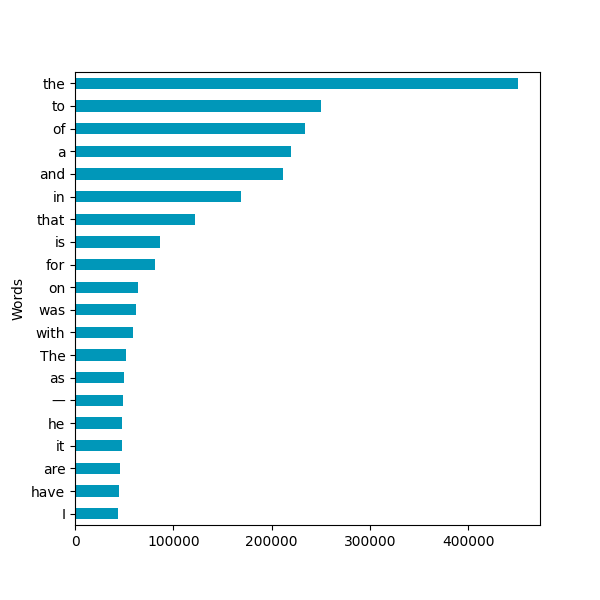 the
to
of
a
and
in
that
is
for
on
was
with
The
as
—
he
it
are
have
I
Words
0 100000 200000 300000 400000